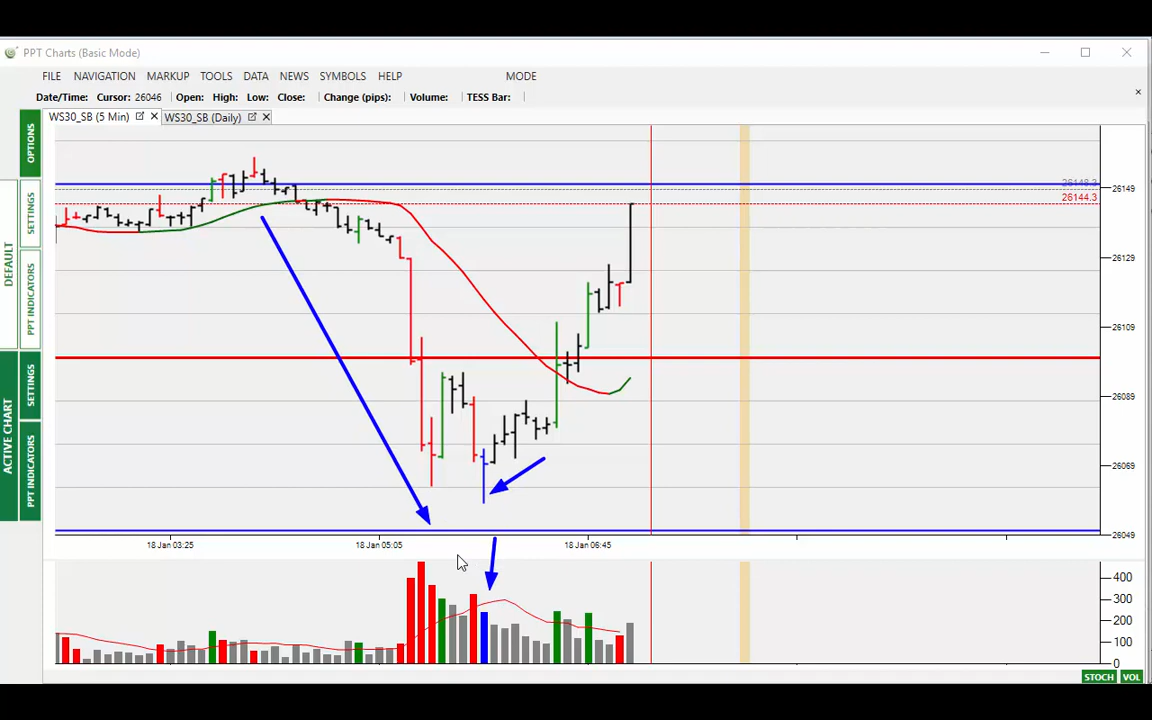 PPT Charts (Basic Mode)
FILE NAVIGATION MARKUP TOOLS DATA NEWS SYMBOLS HELP MODE
Date/Time: Cursor: 26046 Open: High: Low: Close: Change (pips): Volume: TESS Bar:
WS30_SB (5 Min) WS30_SB (Daily)
OPTIONS
SETTINGS
DEFAULT
PPT INDICATORS
SETTINGS
ACTIVE CHART
PPT INDICATORS
26148.3
26149
26144.3
26129
26109
26089
26069
26049
18 Jan 03:25 18 Jan 05:05 18 Jan 06:45
400
300
200
100
0
STOCH VOL